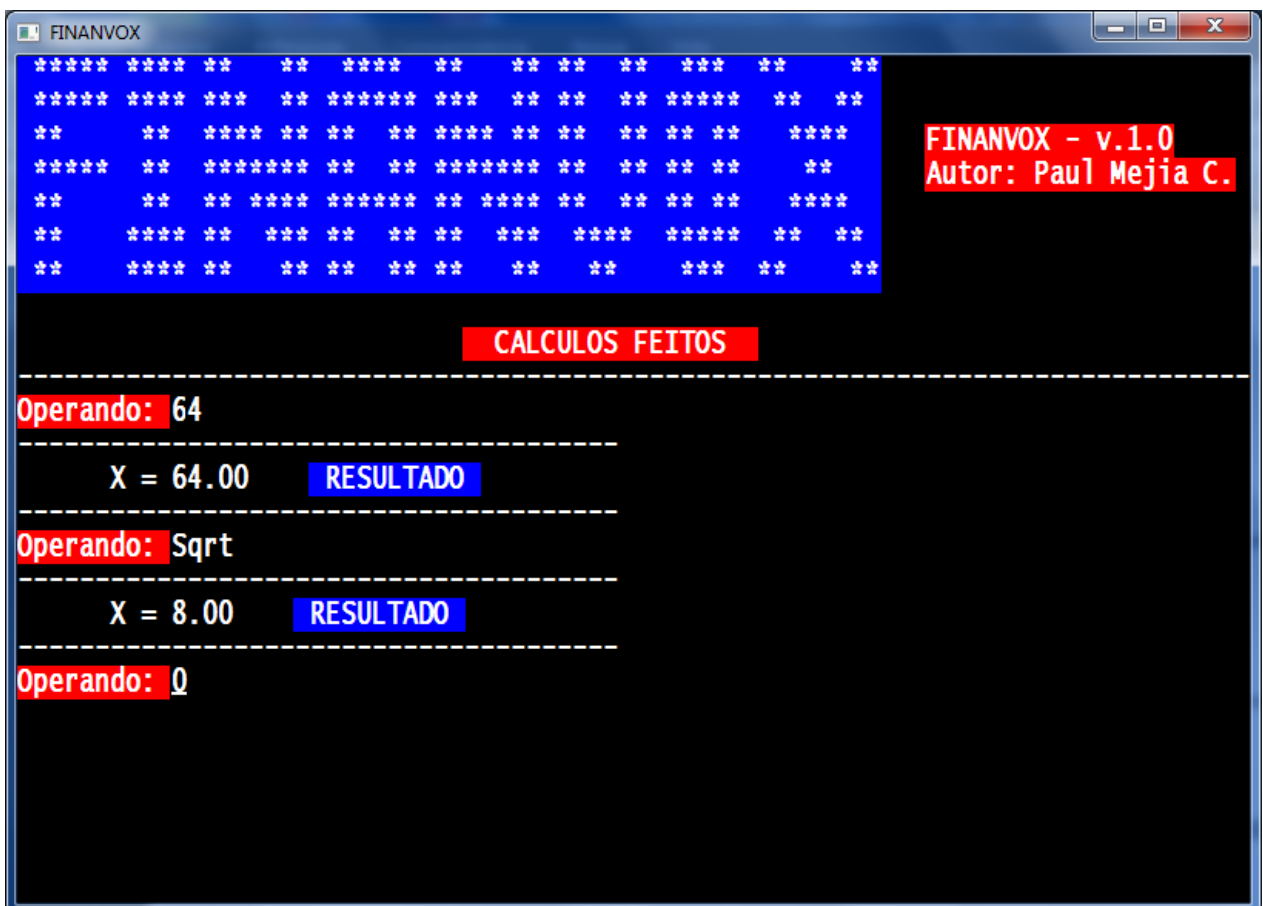 FINANVOX
FINANVOX - v.1.0
Autor: Paul Mejia C.
CALCULOS FEITOS
Operando: 64
X = 64.00 RESULTADO
Operando: Sqrt
X = 8.00 RESULTADO
Operando: 0